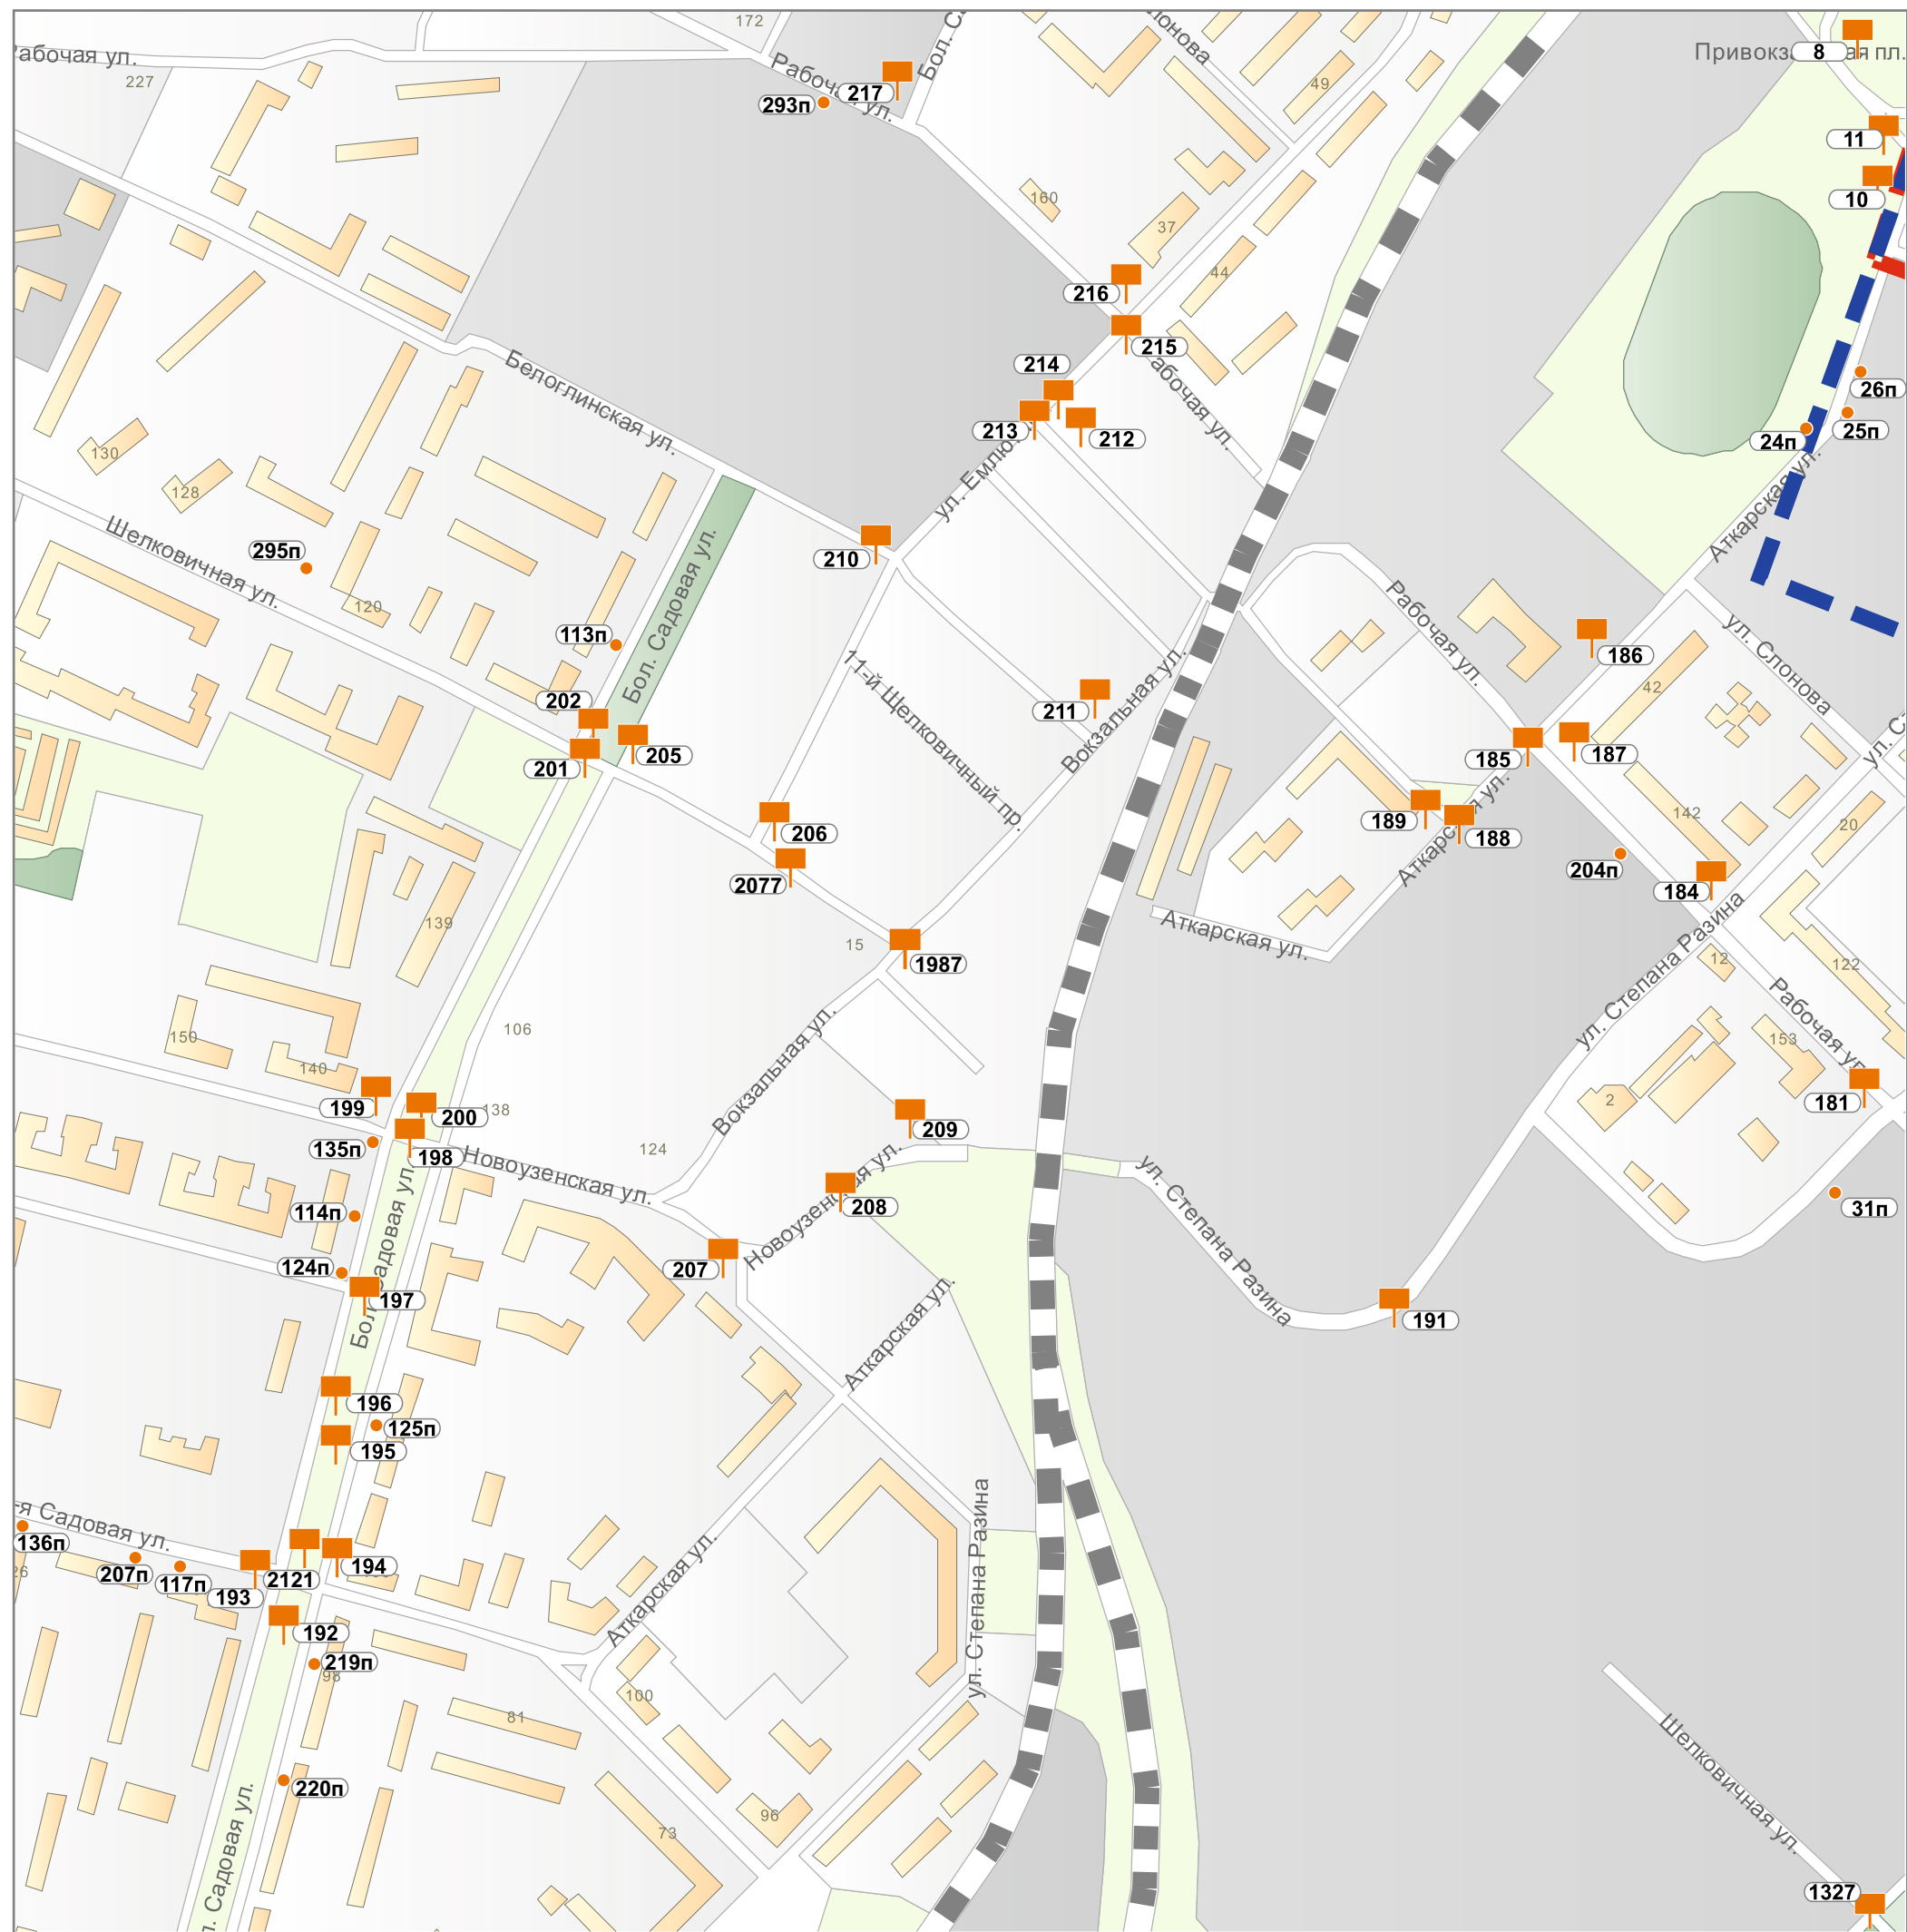 172
Бол. С
лонова
абочая ул.
227
Рабочая ул.
217
293п
49
8
Привокзальная пл.
11
10
160
37
44
216
215
214
213
212
Рабочая ул.
26п
25п
24п
Белоглинская ул.
ул. Емлю
Аткарская ул.
130
128
Шелковичная ул.
295п
120
113п
Бол. Садовая ул.
210
Рабочая ул.
186
ул. Слонова
42
11-й Щелковичный пр.
211
Вокзальная ул.
202
201
205
185
187
ул. С
206
2077
189
188
Аткарская ул.
142
20
204п
184
139
15
1987
Аткарская ул.
ул. Степана Разина
12
122
Рабочая ул.
153
150
140
106
Вокзальная ул.
199
200
138
135п
198
Новоузенская ул.
124
209
2
181
114п
Бол. Садовая ул.
208
Новоузенская ул.
ул. Степана Разина
31п
124п
197
207
191
Аткарская ул.
196
125п
195
-я Садовая ул.
136п
26
207п
117п
193
2121
194
192
219п
98
Аткарская ул.
ул. Степана Разина
100
81
220п
96
73
л. Садовая ул.
Шелковичная ул.
1327